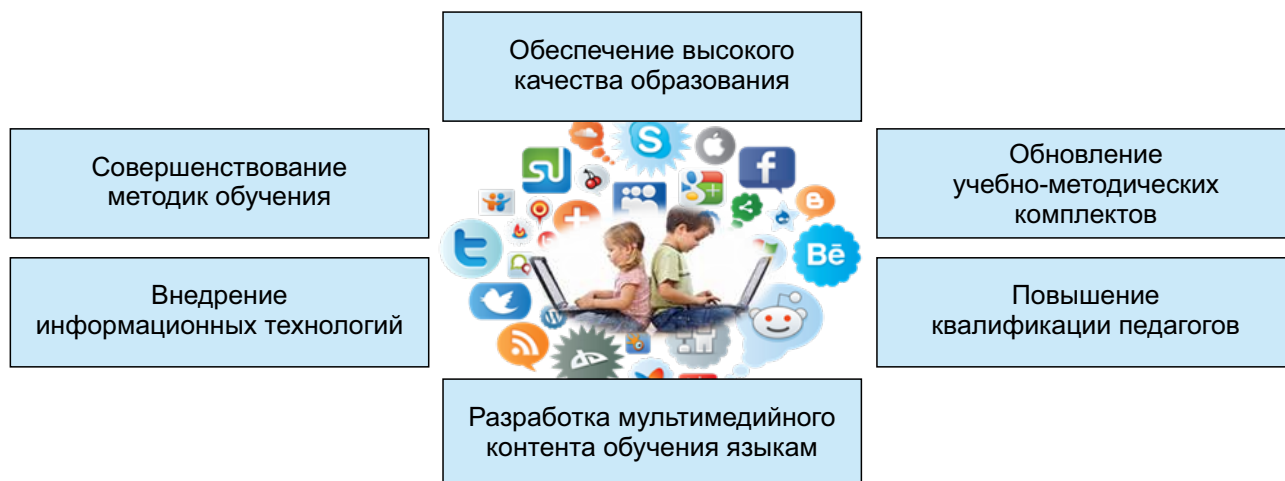 Обеспечение высокого
качества образования
Совершенствование
методик обучения
Обновление
учебно-методических
комплектов
Внедрение
информационных технологий
Повышение
квалификации педагогов
Разработка мультимедийного
контента обучения языкам
Bē